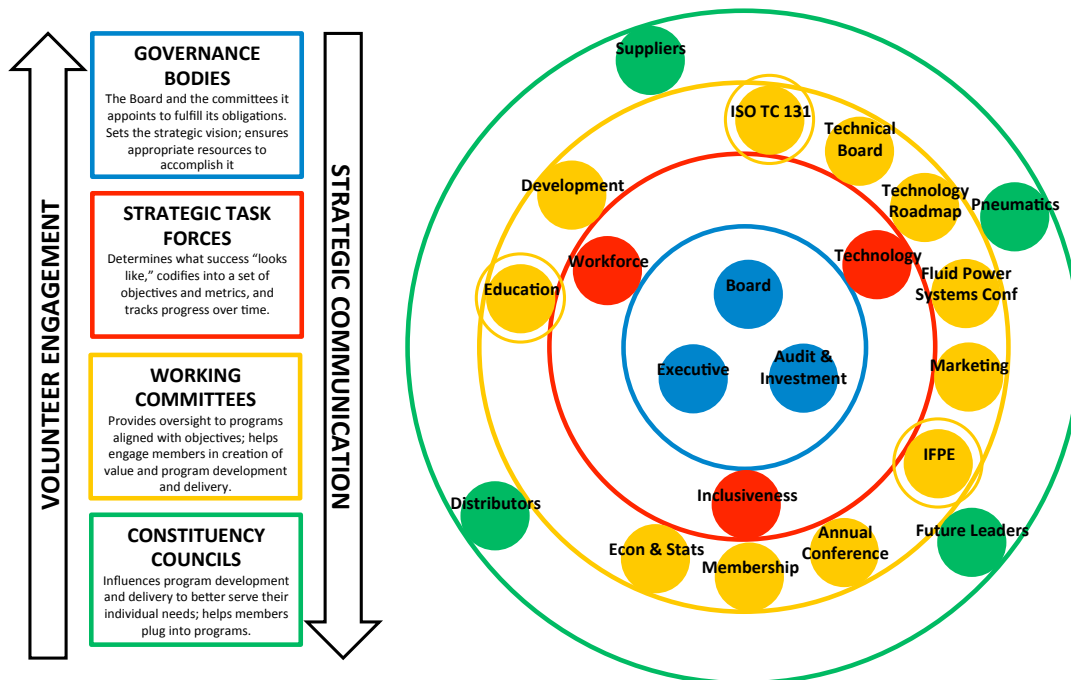 VOLUNTEER ENGAGEMENT
GOVERNANCE
BODIES
The Board and the committees it
appoints to fulfill its obligations.
Sets the strategic vision; ensures
appropriate resources to
accomplish it
STRATEGIC TASK
FORCES
Determines what success “looks
like,” codifies into a set of
objectives and metrics, and
tracks progress over time.
WORKING
COMMITTEES
Provides oversight to programs
aligned with objectives; helps
engage members in creation of
value and program development
and delivery.
CONSTITUENCY
COUNCILS
Influences program development
and delivery to better serve their
individual needs; helps members
plug into programs.
STRATEGIC COMMUNICATION
Suppliers
ISO TC 131
Technical
Board
Development
Technology
Roadmap
Pneumatics
Workforce
Technology
Education
Board
Fluid Power
Systems Conf
Executive
Audit &
Investment
Marketing
IFPE
Distributors
Inclusiveness
Future Leaders
Econ & Stats
Membership
Annual
Conference